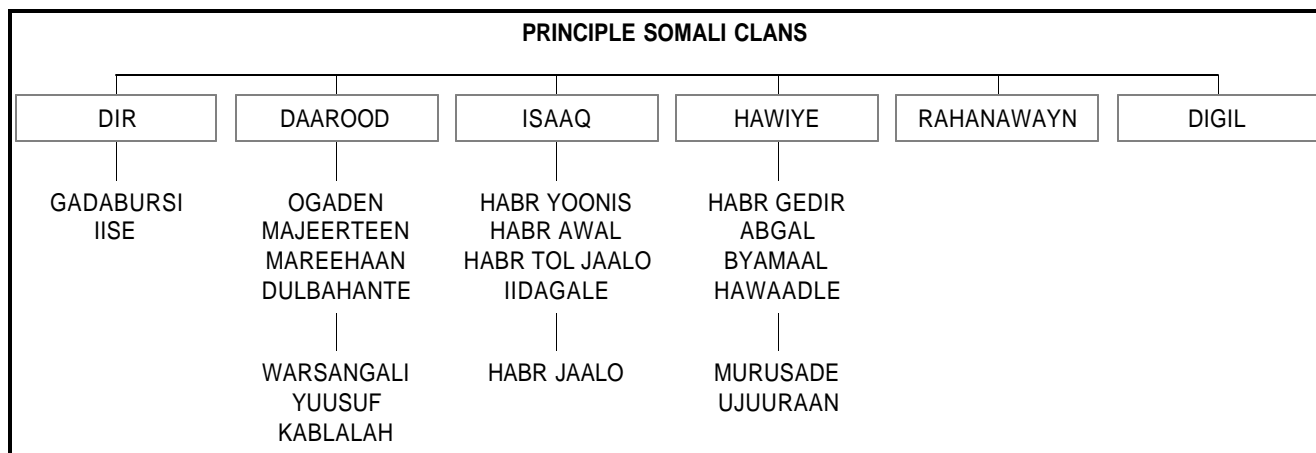 PRINCIPLE SOMALI CLANS
DIR
DAAROOD
ISAAQ
HAWIYE
RAHANAWAYN
DIGIL
GADABURSI
IISE
OGADEN
MAJEERTEEN
MAREEHAAN
DULBAHANTE
WARSANGALI
YUUSUF
KABLALAH
HABR YOONIS
HABR AWAL
HABR TOL JAALO
IIDAGALE
HABR JAALO
HABR GEDIR
ABGAL
BYAMAAL
HAWAADLE
MURUSADE
UJUURAAN